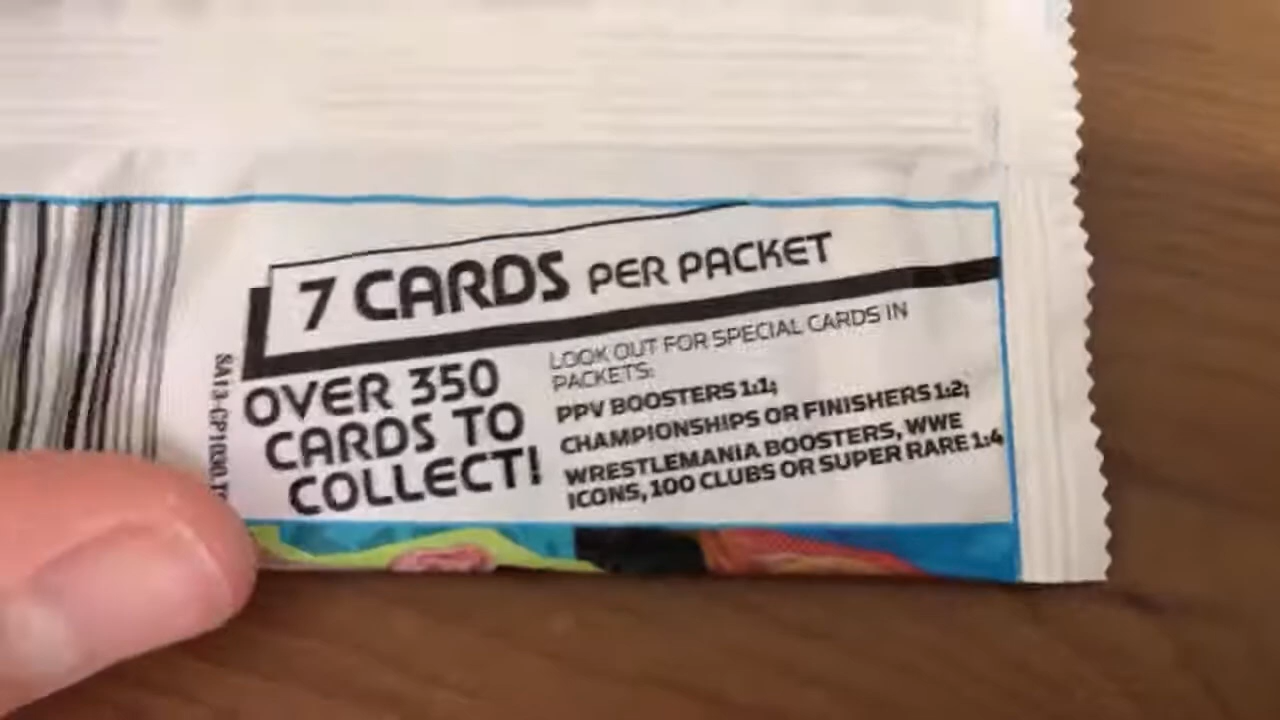 7 CARDS PER PACKET
OVER 350
CARDS TO
COLLECT!
LOOK OUT FOR SPECIAL CARDS IN
PACKETS:
PPV BOOSTERS 1:1;
CHAMPIONSHIPS OR FINISHERS 1:2;
WRESTLEMANIA BOOSTERS, WWE
ICONS, 100 CLUBS OR SUPER RARE 1:4